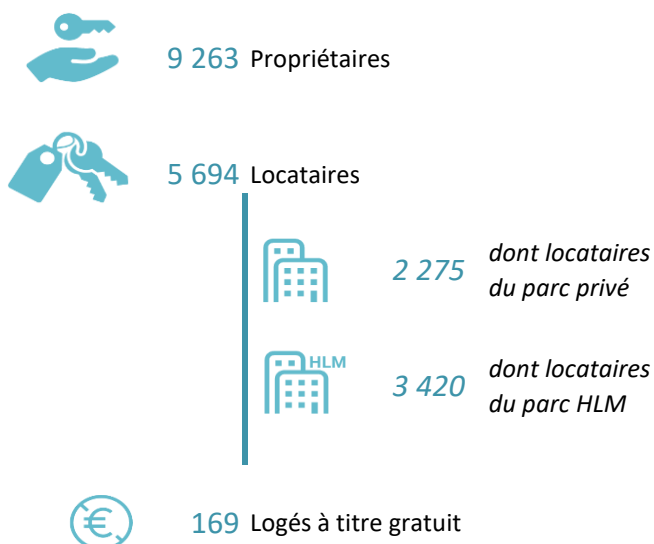 9 263 Propriétaires
5 694 Locataires
2 275 dont locataires
du parc privé
HLM
3 420 dont locataires
du parc HLM
€
169 Logés à titre gratuit